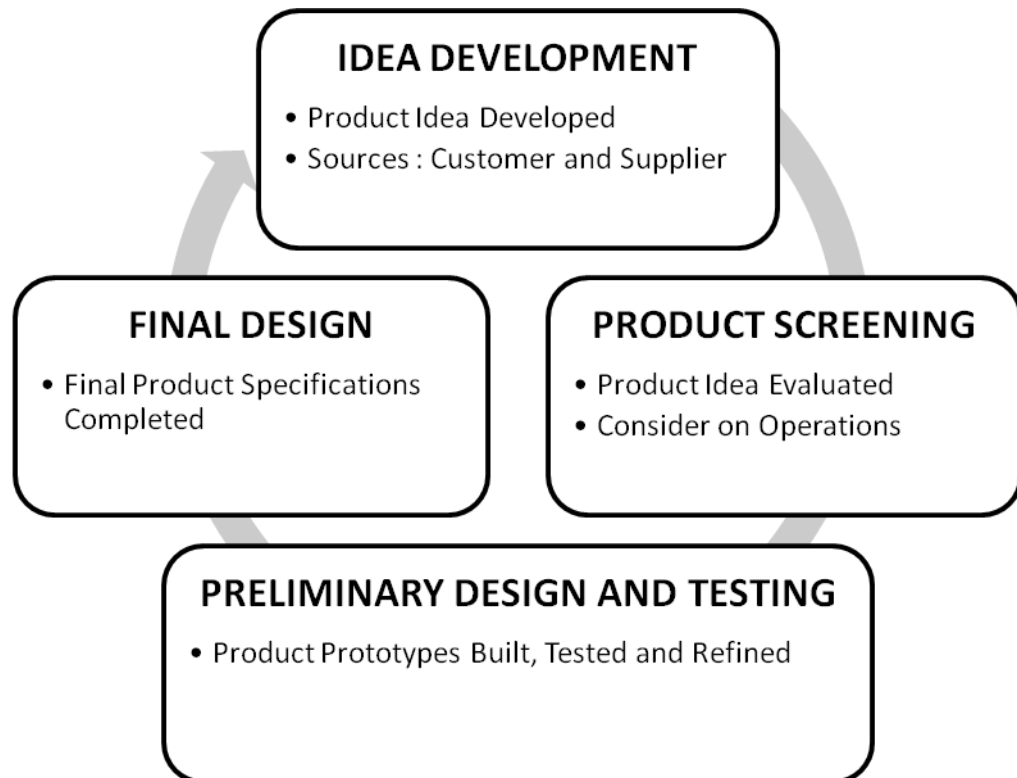 IDEA DEVELOPMENT
• Product Idea Developed
• Sources : Customer and Supplier
FINAL DESIGN
• Final Product Specifications
Completed
PRODUCT SCREENING
• Product Idea Evaluated
• Consider on Operations
PRELIMINARY DESIGN AND TESTING
• Product Prototypes Built, Tested and Refined